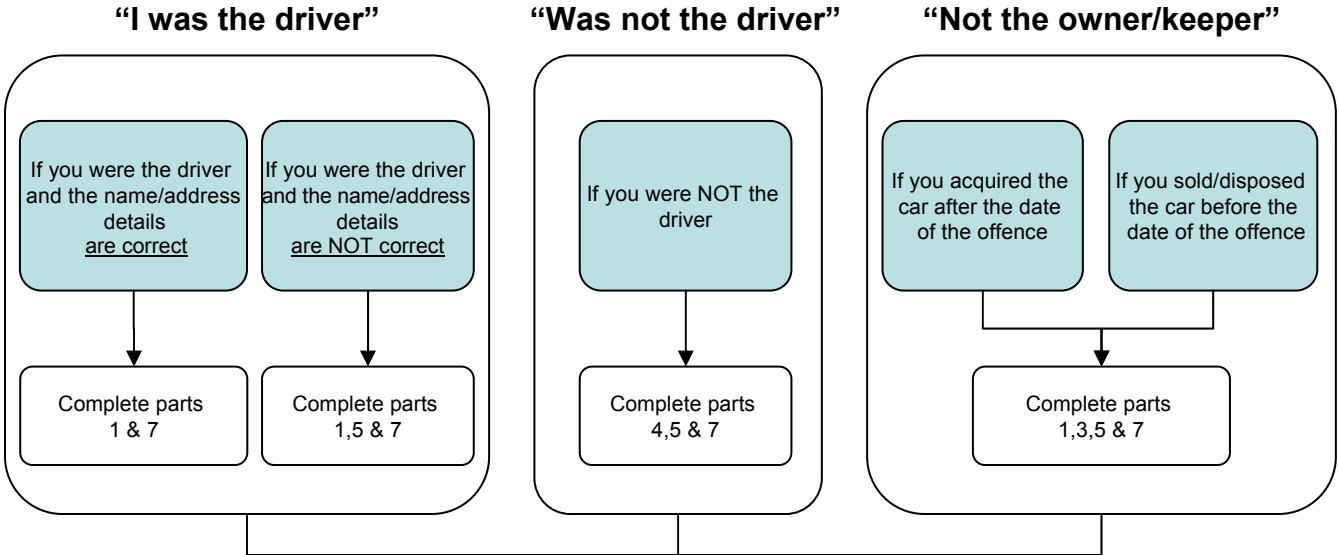 “I was the driver”
“Was not the driver”
“Not the owner/keeper”
If you were the driver
and the name/address
details
are correct
If you were the driver
and the name/address
details
are NOT correct
If you were NOT the
driver
If you acquired the
car after the date
of the offence
If you sold/disposed
the car before the
date of the offence
Complete parts
1 & 7
Complete parts
1,5 & 7
Complete parts
4,5 & 7
Complete parts
1,3,5 & 7